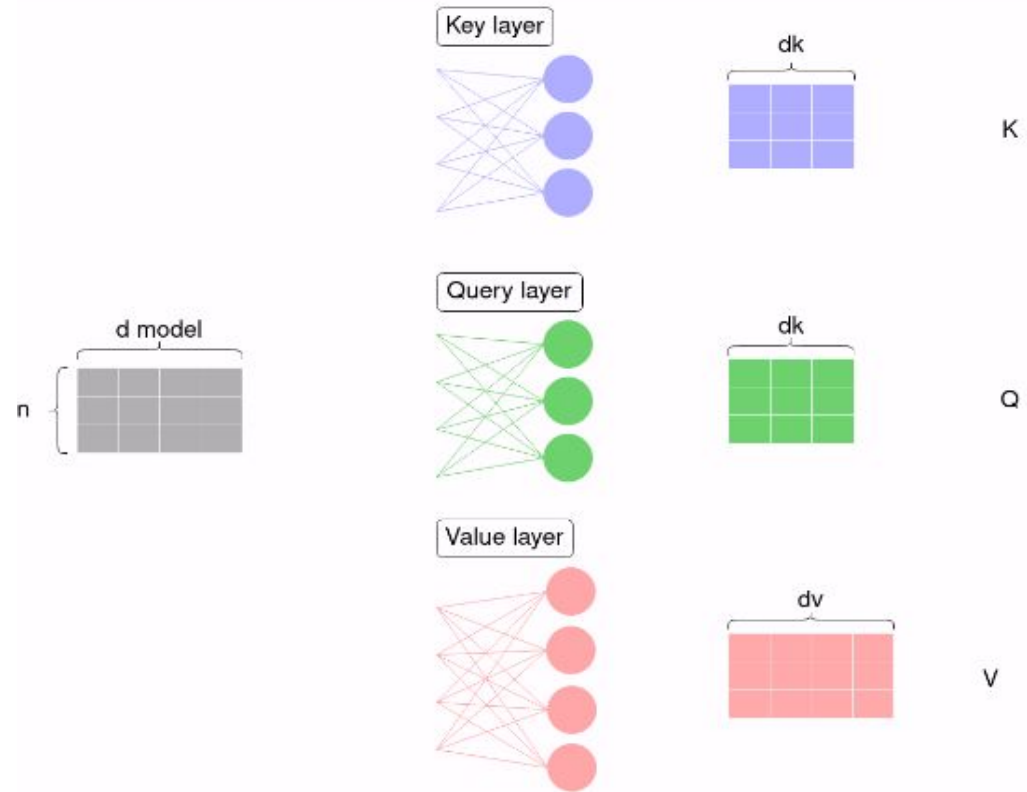 Key layer
dk
K
Query layer
d model
dk
n
Q
Value layer
dv
V